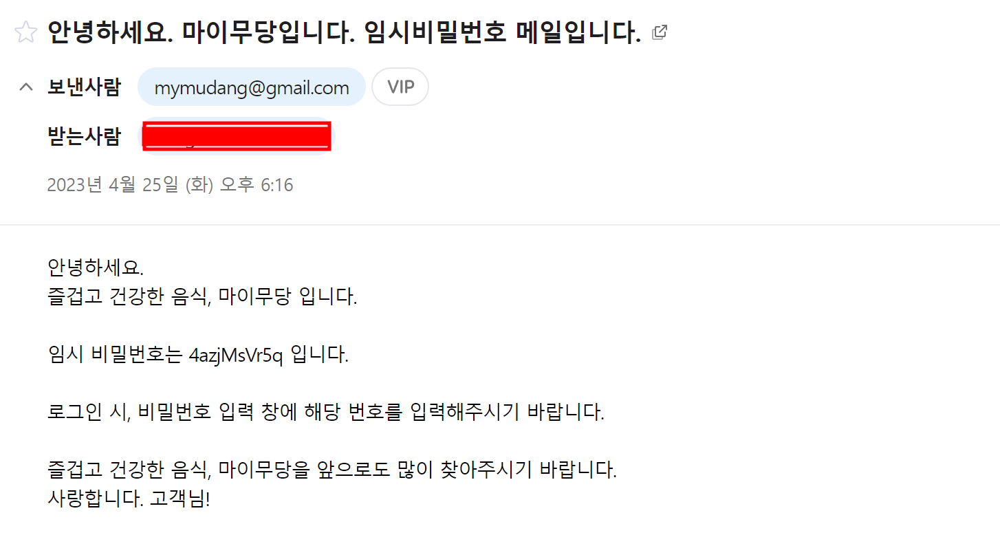 안녕하세요. 마이무당입니다. 임시비밀번호 메일입니다.
보낸사람 mymudang@gmail.com VIP
받는사람
2023년 4월 25일 (화) 오후 6:16
안녕하세요.
즐겁고 건강한 음식, 마이무당 입니다.
임시 비밀번호는 4azjMsVr5q 입니다.
로그인 시, 비밀번호 입력 창에 해당 번호를 입력해주시기 바랍니다.
즐겁고 건강한 음식, 마이무당을 앞으로도 많이 찾아주시기 바랍니다.
사랑합니다. 고객님!